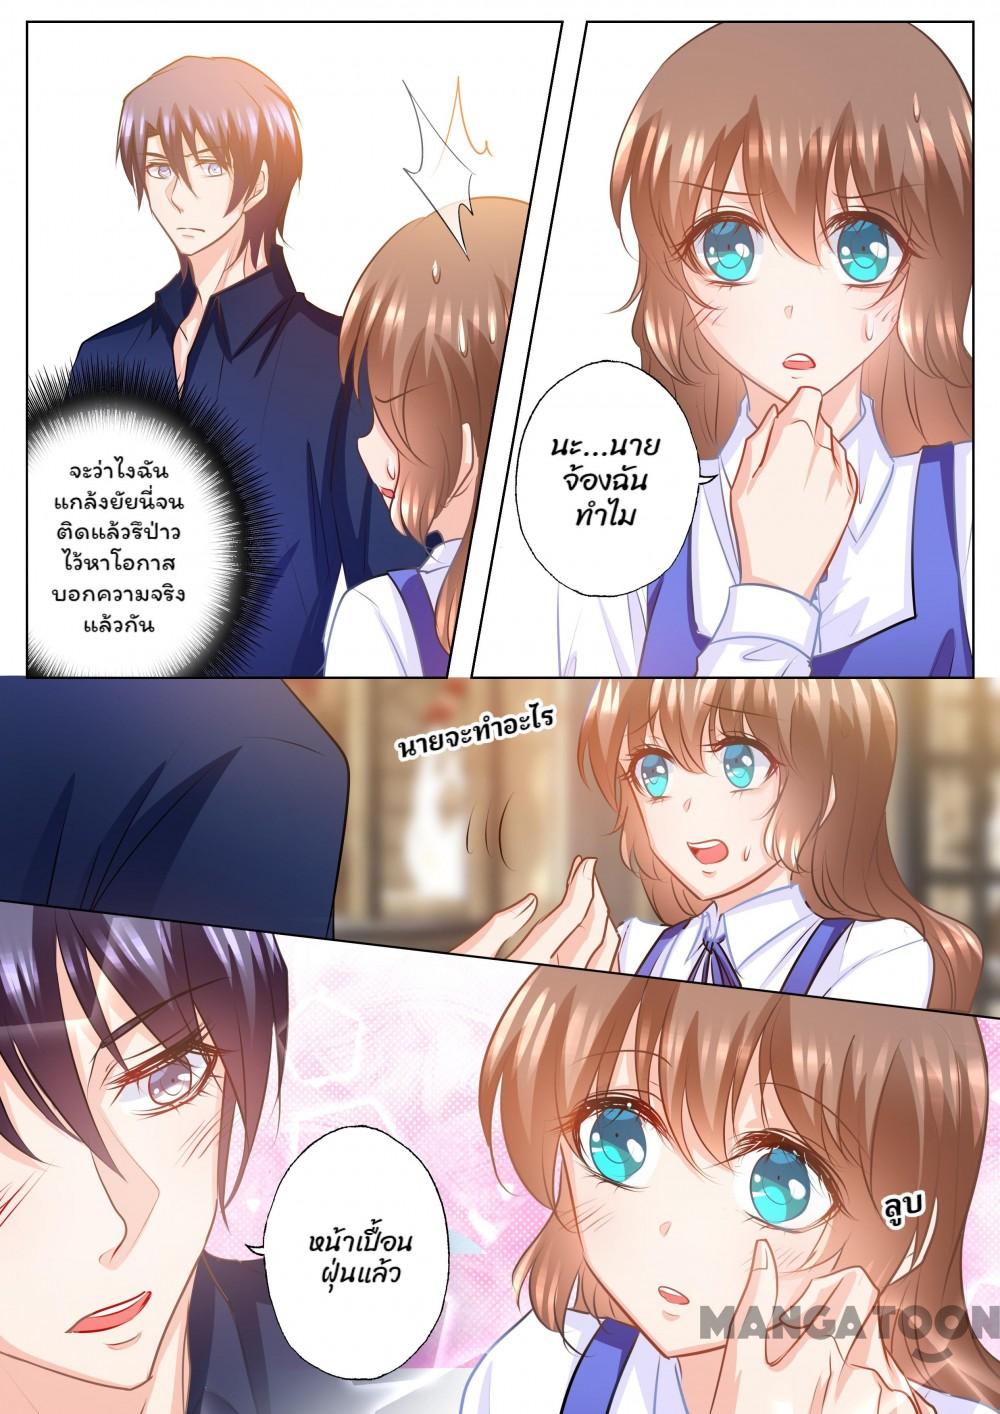 จะว่าไงฉัน
แกล้งยัยนี่จน
ติดแล้วรึป่าว
ไว้หาโอกาส
บอกความจริง
แล้วกัน
นะ...นาย
จ้องฉัน
ทำไม
นายจะทำอะไร
หน้าเปื้อน
ฝุ่นแล้ว
ลูบ
MANGATOON